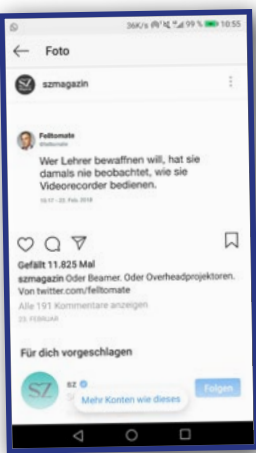 36K/s 99 % 10:55
Foto
SZ szmagazin
Felltomate
@felltomate
Wer Lehrer bewaffnen will, hat sie
damals nie beobachtet, wie sie
Videorecorder bedienen.
10:17 - 22. Feb. 2018
Gefällt 11.825 Mal
szmagazin Oder Beamer. Oder Overheadprojektoren.
Von twitter.com/felltomate
Alle 191 Kommentare anzeigen
23. FEBRUAR
Für dich vorgeschlagen
SZ
sz
Folgen
Mehr Konten wie dieses